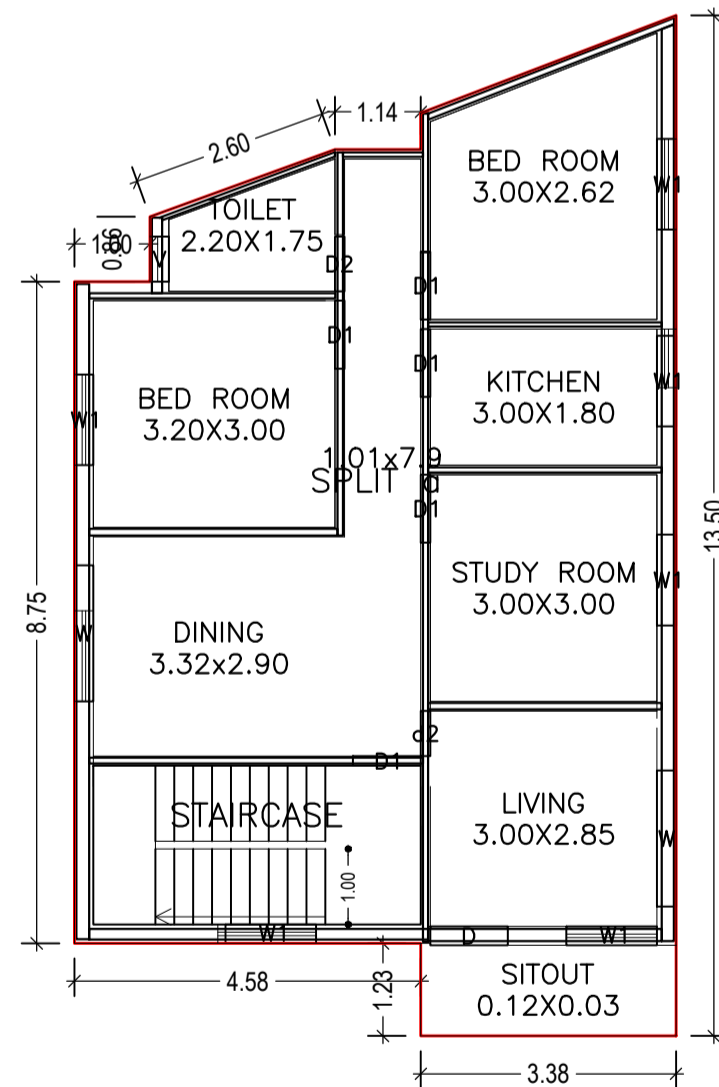 1.14
2.60
BED ROOM
3.00X2.62
W1
TOILET
2.20X1.75
1.60
0.86
V
D2
D1
D1
D1
KITCHEN
3.00X1.80
W1
BED ROOM
3.20X3.00
W1
1.01x7.9
SPLIT d
D1
13.50
STUDY ROOM
3.00X3.00
W1
8.75
DINING
3.32x2.90
W
d2
D1
LIVING
3.00X2.85
W
STAIRCASE
1.00
W1
D
W1
SITOUT
0.12X0.03
4.58
1.23
3.38